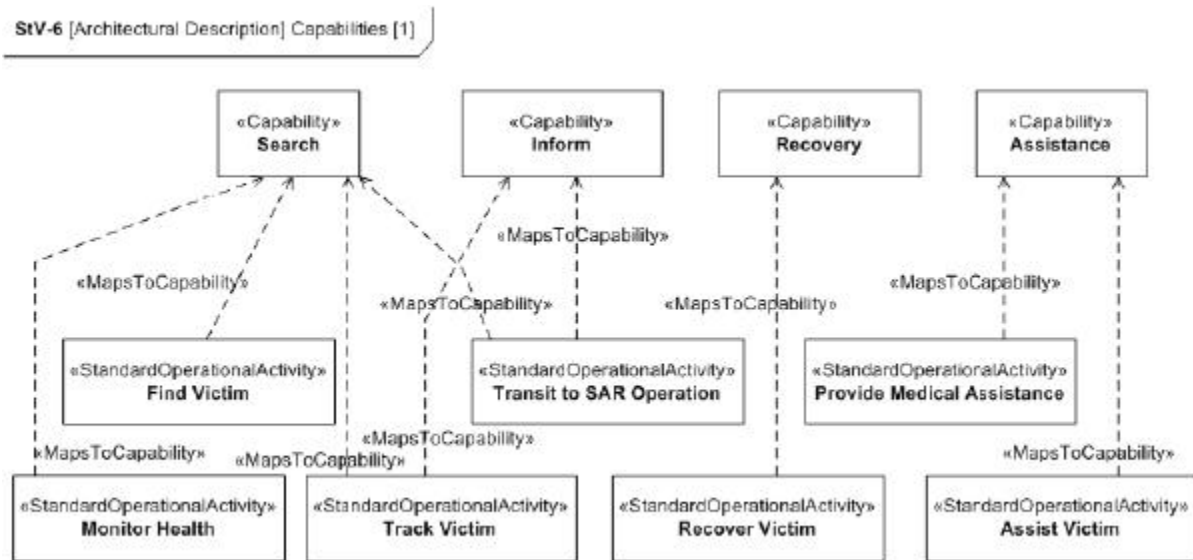 StV-6 [Architectural Description] Capabilities [1]
«Capability»
Search
«Capability»
Inform
«Capability»
Recovery
«Capability»
Assistance
«MapsToCapability»
«MapsToCapability»
«MapsToCapability»
«MapsToCapability»
«MapsToCapability»
«MapsToCapability»
«StandardOperationalActivity»
Find Victim
«StandardOperationalActivity»
Transit to SAR Operation
«StandardOperationalActivity»
Provide Medical Assistance
«MapsToCapability»
«MapsToCapability»
«MapsToCapability»
«MapsToCapability»
«StandardOperationalActivity»
Monitor Health
«StandardOperationalActivity»
Track Victim
«StandardOperationalActivity»
Recover Victim
«StandardOperationalActivity»
Assist Victim